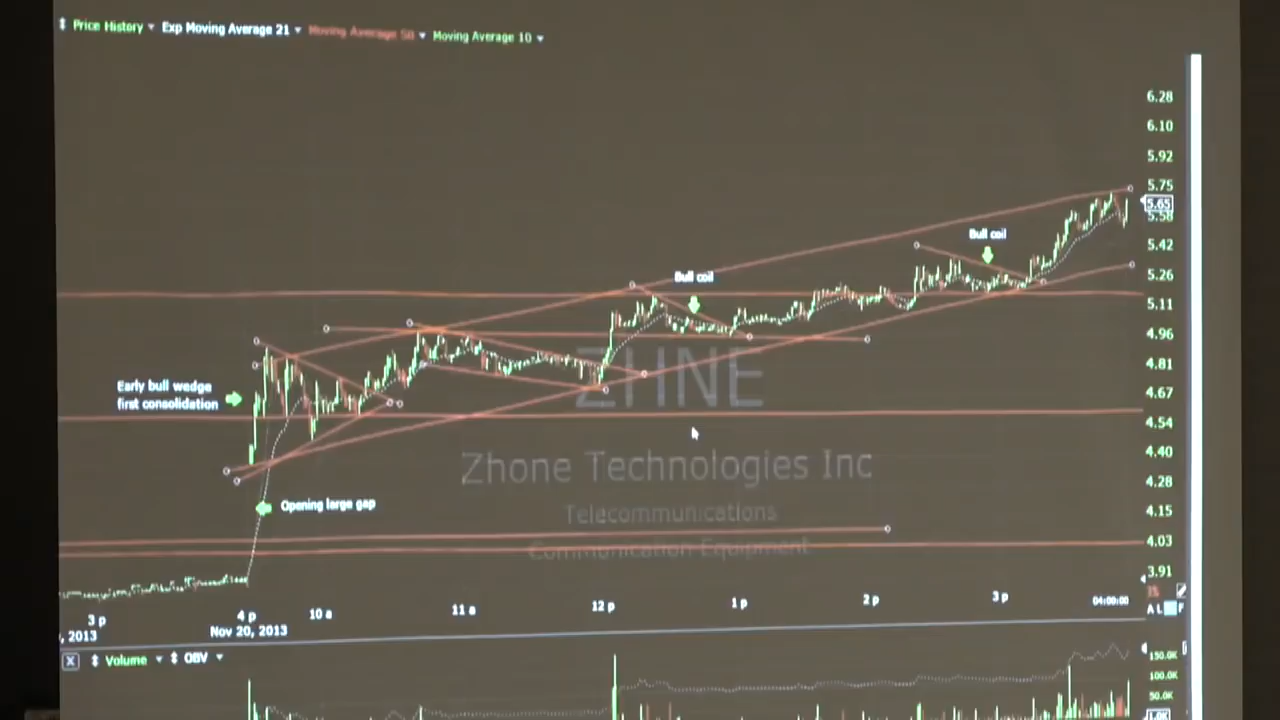 Price History Exp Moving Average 21 Moving Average 50 Moving Average 10
6.28
6.10
5.92
5.75
5.65
5.58
5.42
5.26
5.11
4.96
4.81
4.67
4.54
4.40
4.28
4.15
4.03
3.91
Bull coil
Bull coil
Early bull wedge
first consolidation
Opening large gap
ZHNE
Zhone Technologies Inc
Telecommunications
Communication Equipment
3 p 4 p 10 a 11 a 12 p 1 p 2 p 3 p 04:00:00
, 2013 Nov 20, 2013
A L F
X Volume OBV
150.0K
100.0K
50.0K